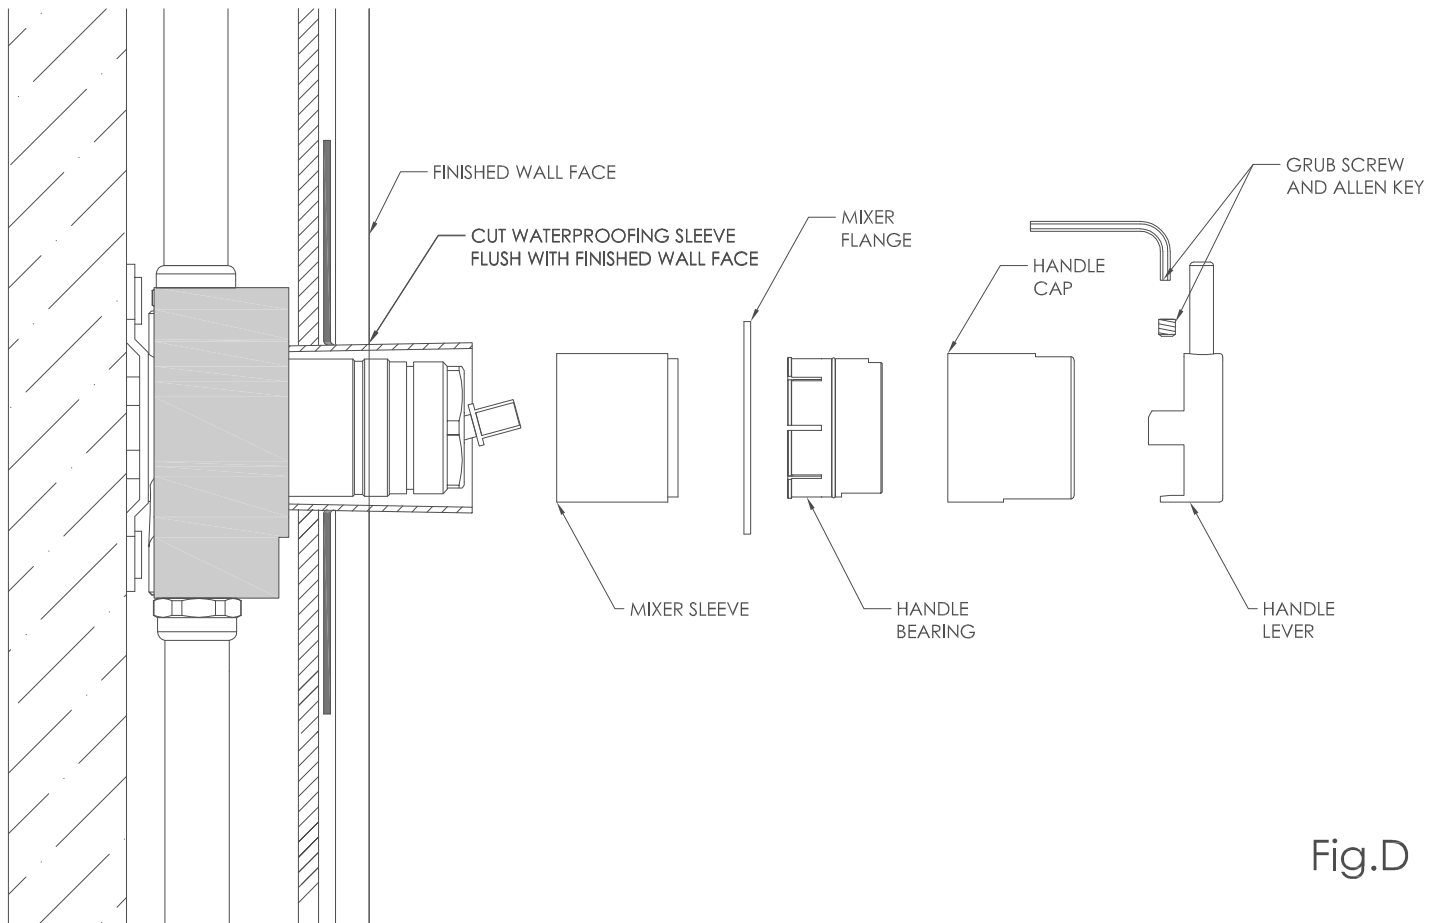 FINISHED WALL FACE
CUT WATERPROOFING SLEEVE
FLUSH WITH FINISHED WALL FACE
MIXER
FLANGE
HANDLE
CAP
GRUB SCREW
AND ALLEN KEY
MIXER SLEEVE
HANDLE
BEARING
HANDLE
LEVER
Fig.D